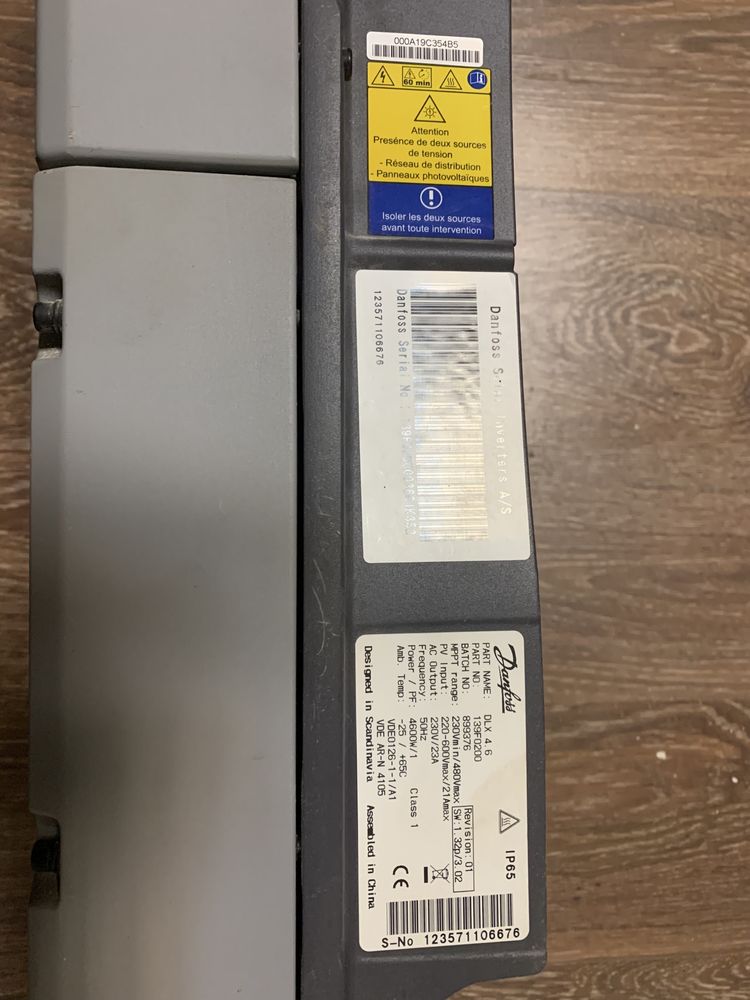 000A19C354B5
60 min
Attention
Presénce de deux sources
de tension
- Réseau de distribution
- Panneaux photovoltaïques
Isoler les deux sources
avant toute intervention
Danfoss Solar Inverters A/S
Danfoss Serial No.:
123571106676
Danfoss
IP65
PART NAME: DLX 4.6
PART NO. 139F0200
BATCH NO: 899376
Revision: 01
MPPT range: 230Vmin/480Vmax SW:1.32p/3.02
PV Input: 220-600Vmax/21Amax
AC Output: 230V/23A
Frequency: 50Hz
Power / PF: 4600W/1 Class 1
Amb. Temp: -25 / +65C
VDE0126-1-1/A1
VDE AR-N 4105
CE
Designed in Scandinavia Assembled in China
S-No 123571106676